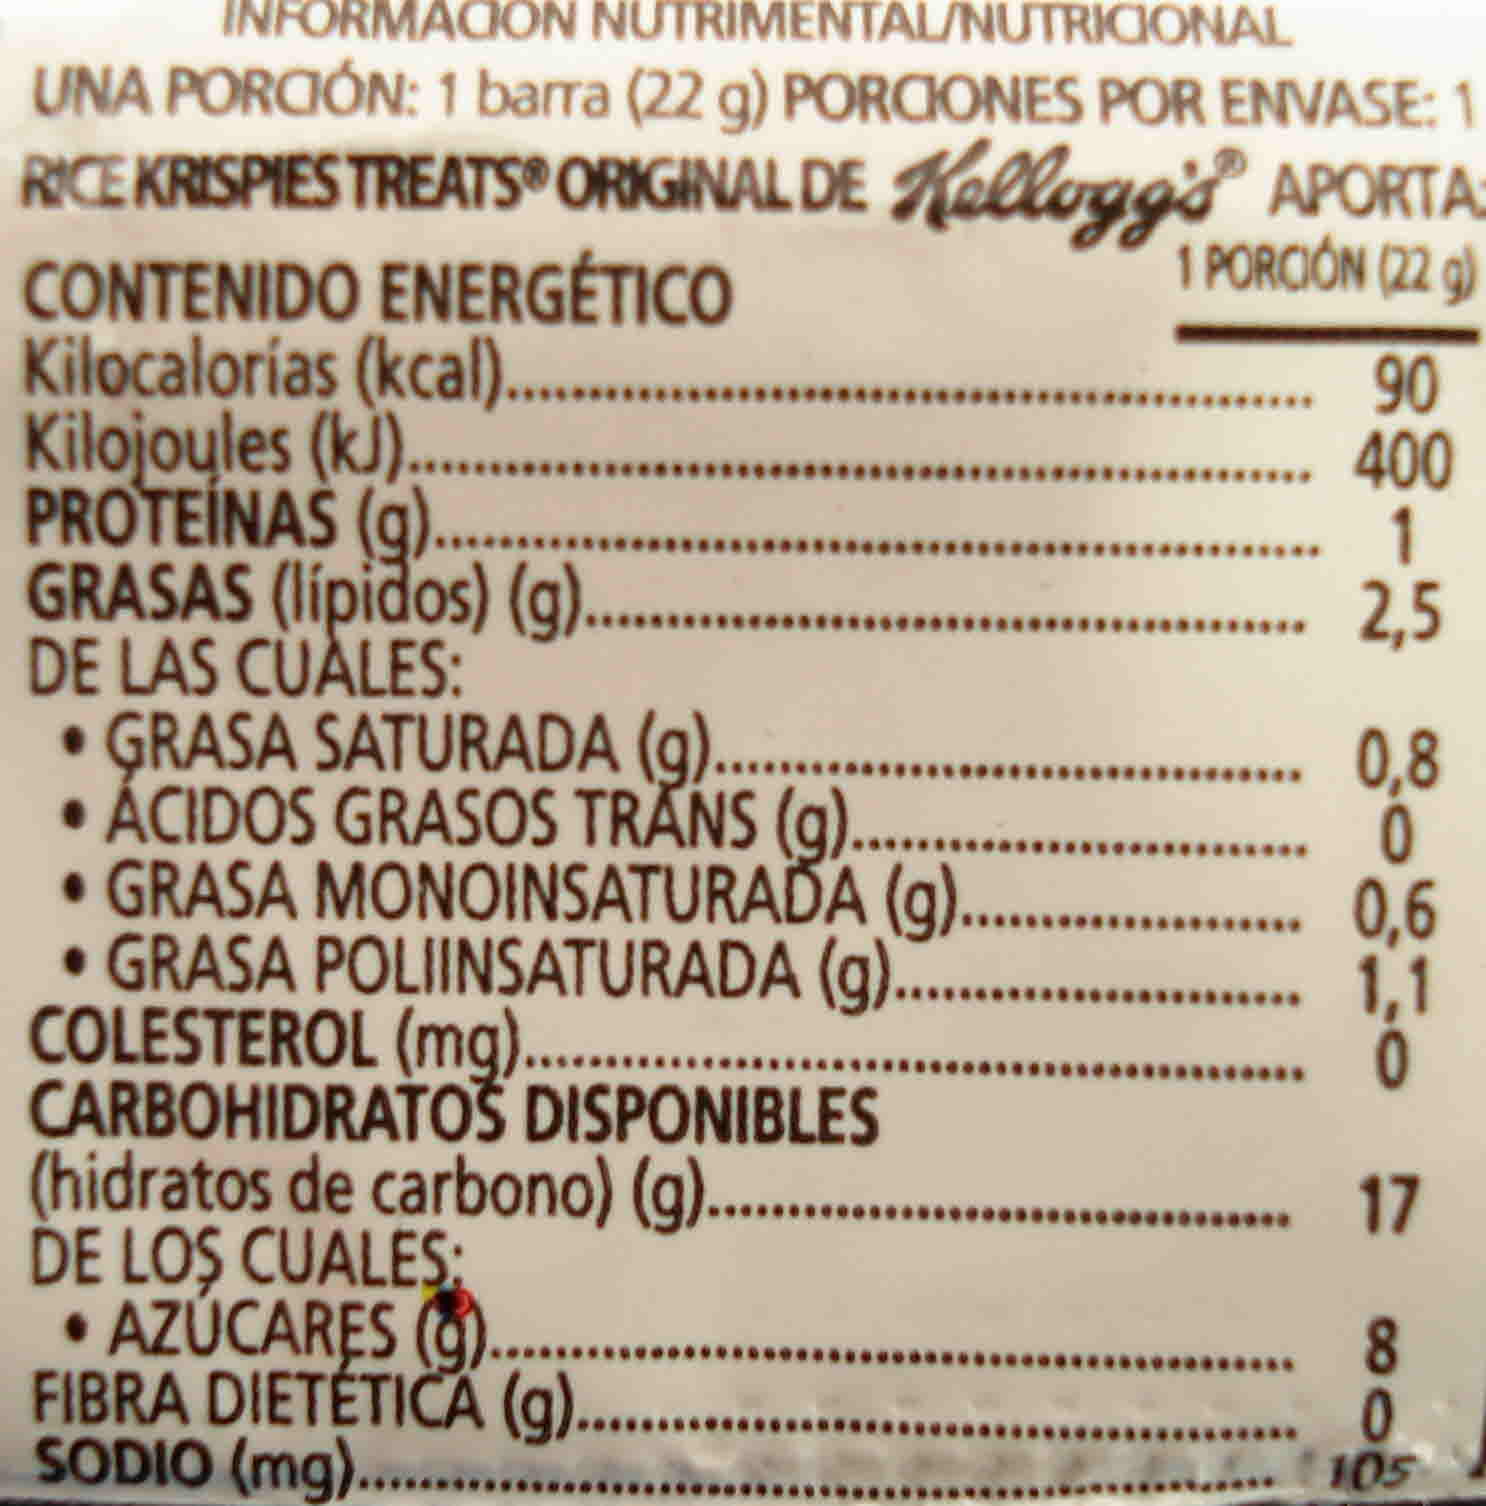 INFORMACIÓN NUTRIMENTAL/NUTRICIONAL
UNA PORCIÓN: 1 barra (22 g) PORCIONES POR ENVASE: 1
RICE KRISPIES TREATS® ORIGINAL DE Kellogg's® APORTA:
1 PORCIÓN (22 g)
CONTENIDO ENERGÉTICO
Kilocalorías (kcal)........ 90
Kilojoules (kJ)........ 400
PROTEÍNAS (g)........ 1
GRASAS (lípidos) (g)........ 2,5
DE LAS CUALES:
• GRASA SATURADA (g)........ 0,8
• ÁCIDOS GRASOS TRANS (g)........ 0
• GRASA MONOINSATURADA (g)........ 0,6
• GRASA POLIINSATURADA (g)........ 1,1
COLESTEROL (mg)........ 0
CARBOHIDRATOS DISPONIBLES
(hidratos de carbono) (g)........ 17
DE LOS CUALES:
• AZÚCARES (g)........ 8
FIBRA DIETÉTICA (g)........ 0
SODIO (mg)........ 105